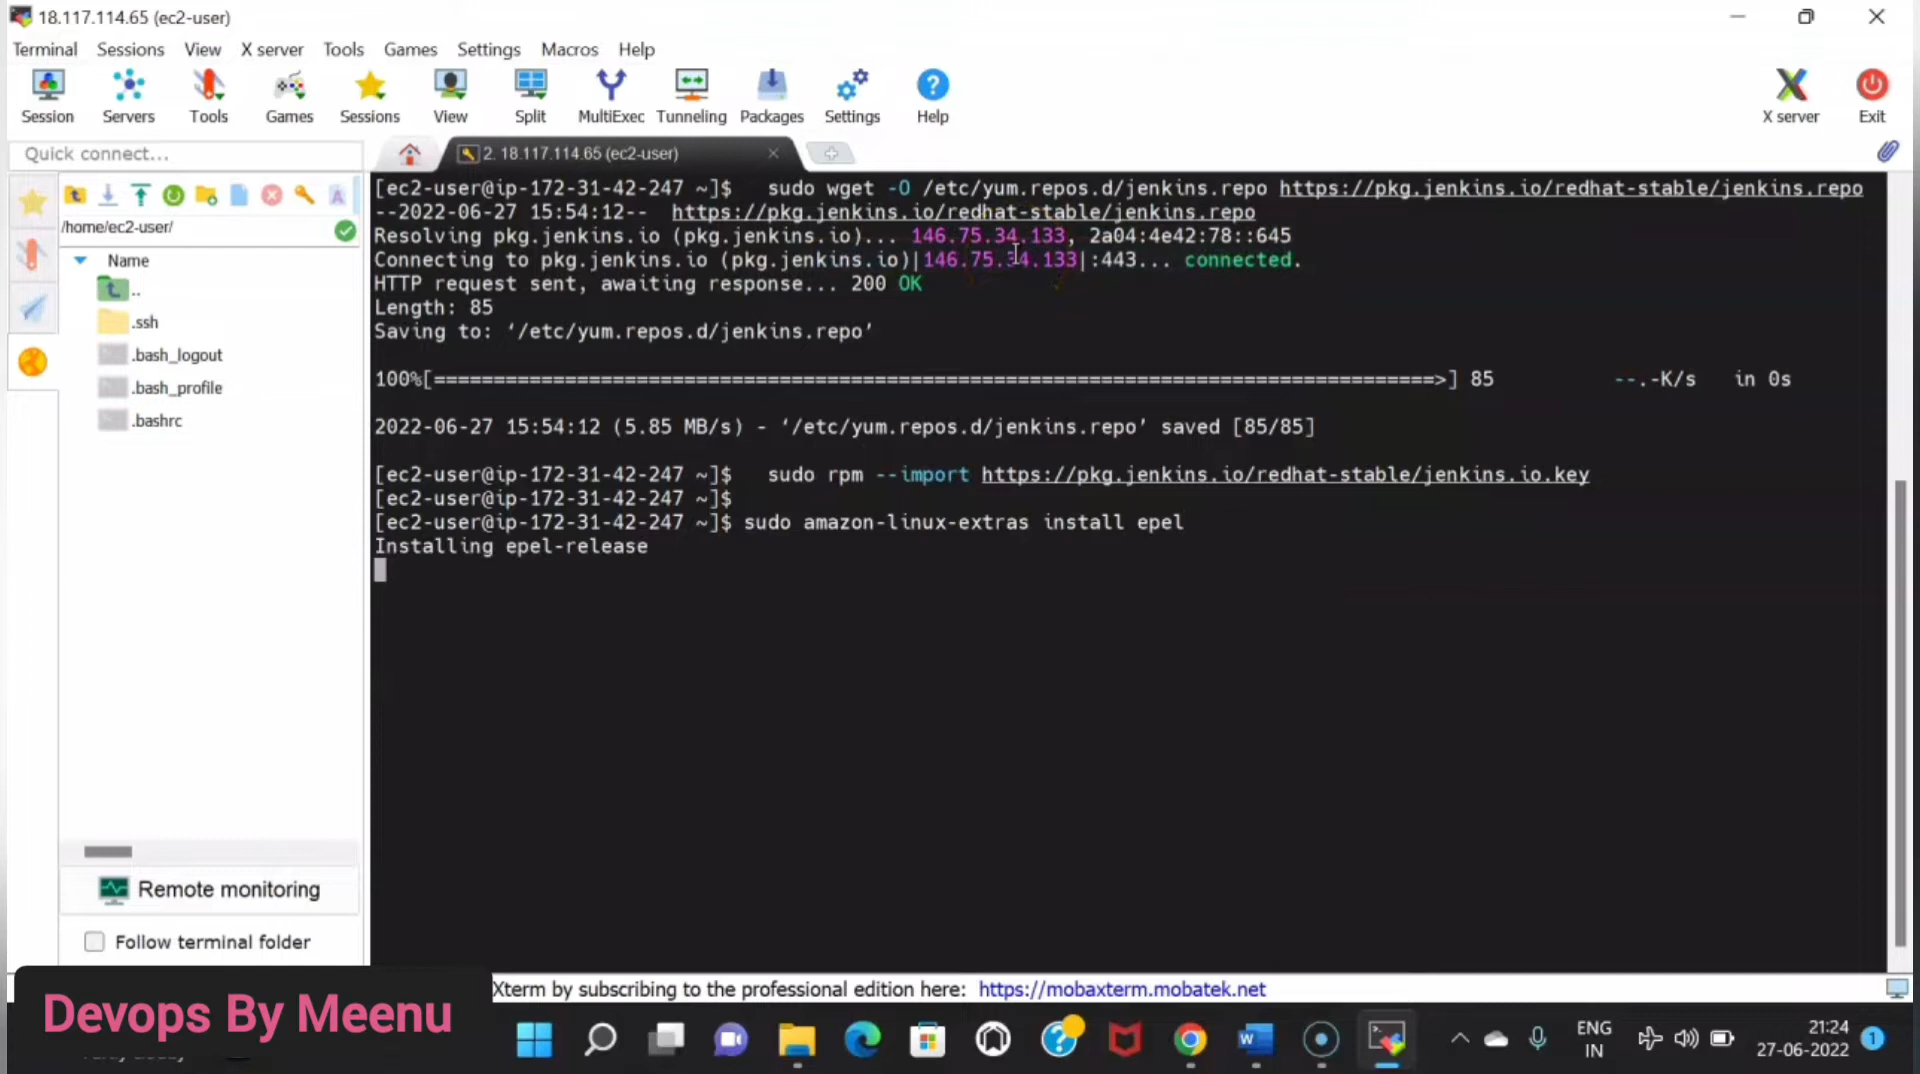 18.117.114.65 (ec2-user)
Terminal Sessions View X server Tools Games Settings Macros Help
Session Servers Tools Games Sessions View Split MultiExec Tunneling Packages Settings Help X server Exit
Quick connect...
2. 18.117.114.65 (ec2-user)
/home/ec2-user/
Name
..
.ssh
.bash_logout
.bash_profile
.bashrc
Remote monitoring
Follow terminal folder
[ec2-user@ip-172-31-42-247 ~]$   sudo wget -O /etc/yum.repos.d/jenkins.repo https://pkg.jenkins.io/redhat-stable/jenkins.repo
--2022-06-27 15:54:12--  https://pkg.jenkins.io/redhat-stable/jenkins.repo
Resolving pkg.jenkins.io (pkg.jenkins.io)... 146.75.34.133, 2a04:4e42:78::645
Connecting to pkg.jenkins.io (pkg.jenkins.io)|146.75.34.133|:443... connected.
HTTP request sent, awaiting response... 200 OK
Length: 85
Saving to: ‘/etc/yum.repos.d/jenkins.repo’
100%[=====================================================================================>] 85          --.-K/s   in 0s
2022-06-27 15:54:12 (5.85 MB/s) - ‘/etc/yum.repos.d/jenkins.repo’ saved [85/85]
[ec2-user@ip-172-31-42-247 ~]$   sudo rpm --import https://pkg.jenkins.io/redhat-stable/jenkins.io.key
[ec2-user@ip-172-31-42-247 ~]$
[ec2-user@ip-172-31-42-247 ~]$ sudo amazon-linux-extras install epel
Installing epel-release
Xterm by subscribing to the professional edition here: https://mobaxterm.mobatek.net
Devops By Meenu
ENG
IN
21:24
27-06-2022
1